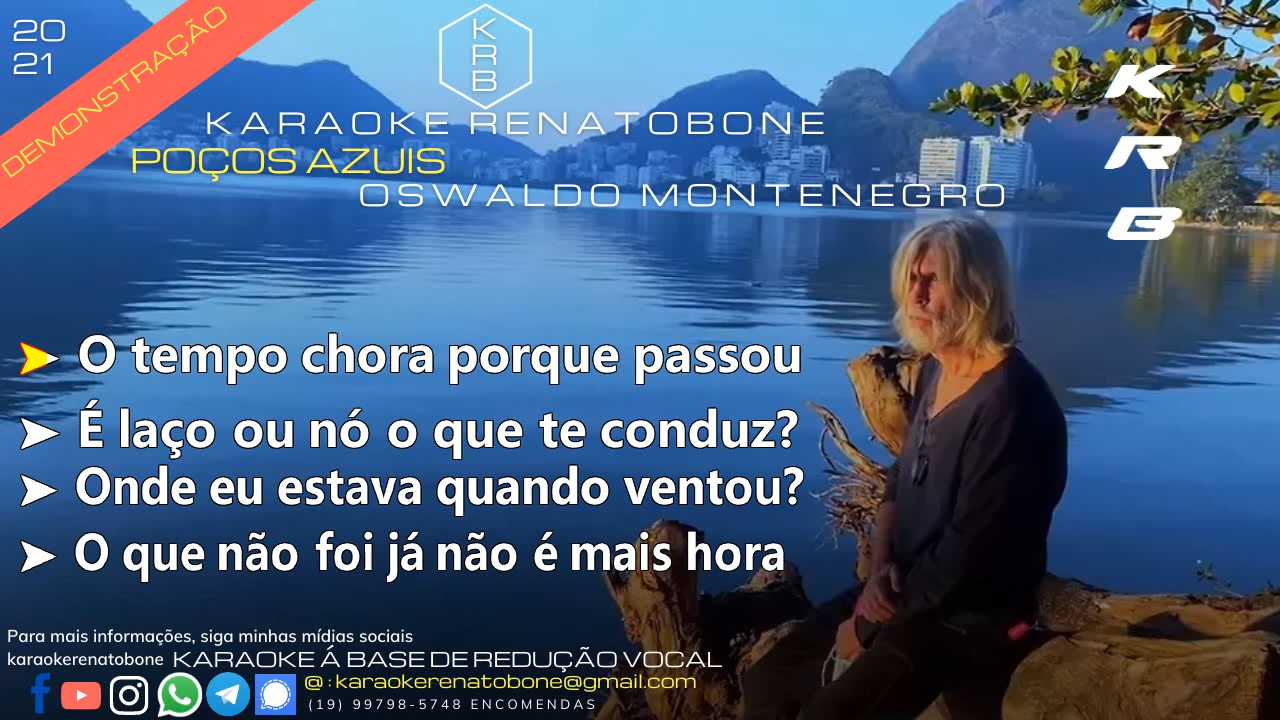 20
21
DEMONSTRAÇÃO
K
R
B
KARAOKE RENATOBONE
POÇOS AZUIS
OSWALDO MONTENEGRO
K
R
B
O tempo chora porque passou
É laço ou nó o que te conduz?
Onde eu estava quando ventou?
O que não foi já não é mais hora
Para mais informações, siga minhas mídias sociais
karaokerenatobone KARAOKE Á BASE DE REDUÇÃO VOCAL
@ : karaokerenatobone@gmail.com
(19) 99798-5748 ENCOMENDAS